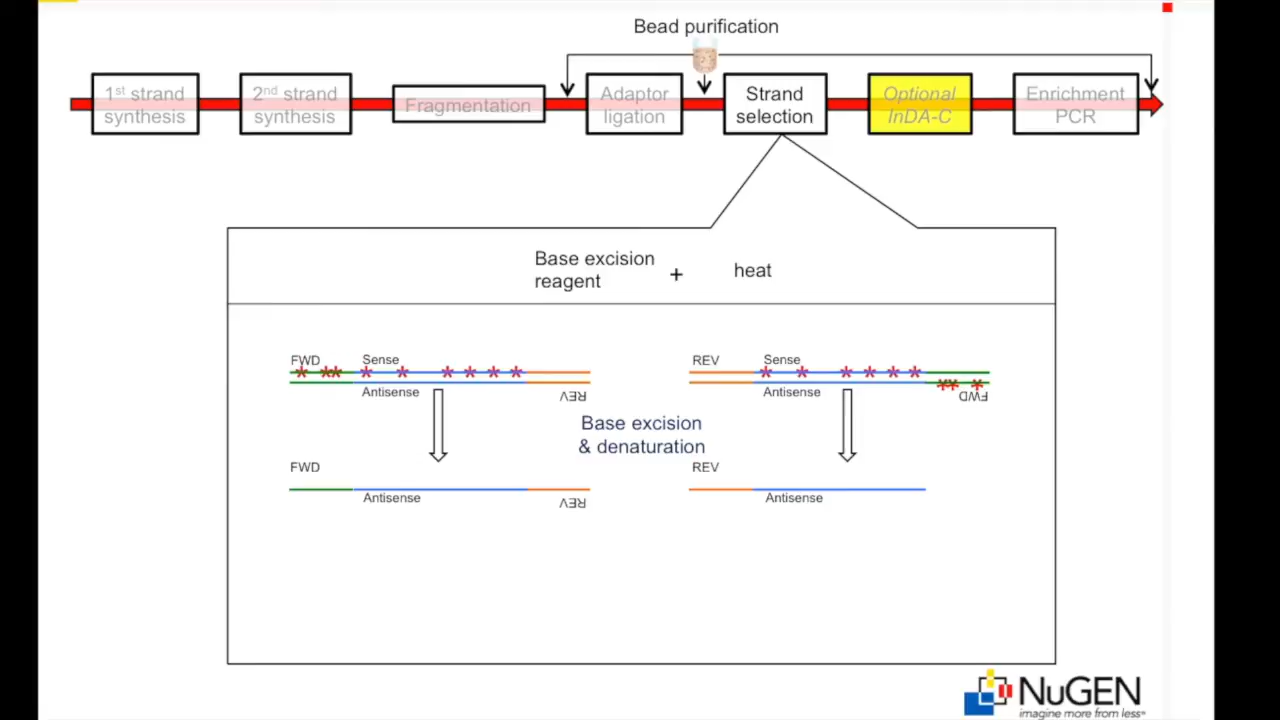 Bead purification
1st strand
synthesis
2nd strand
synthesis
Fragmentation
Adaptor
ligation
Strand
selection
Optional
InDA-C
Enrichment
PCR
Base excision
reagent
+
heat
FWD
Sense
Antisense
REV
REV
Sense
Antisense
FWD
Base excision
& denaturation
FWD
Antisense
REV
REV
Antisense
NuGEN
imagine more from less℠